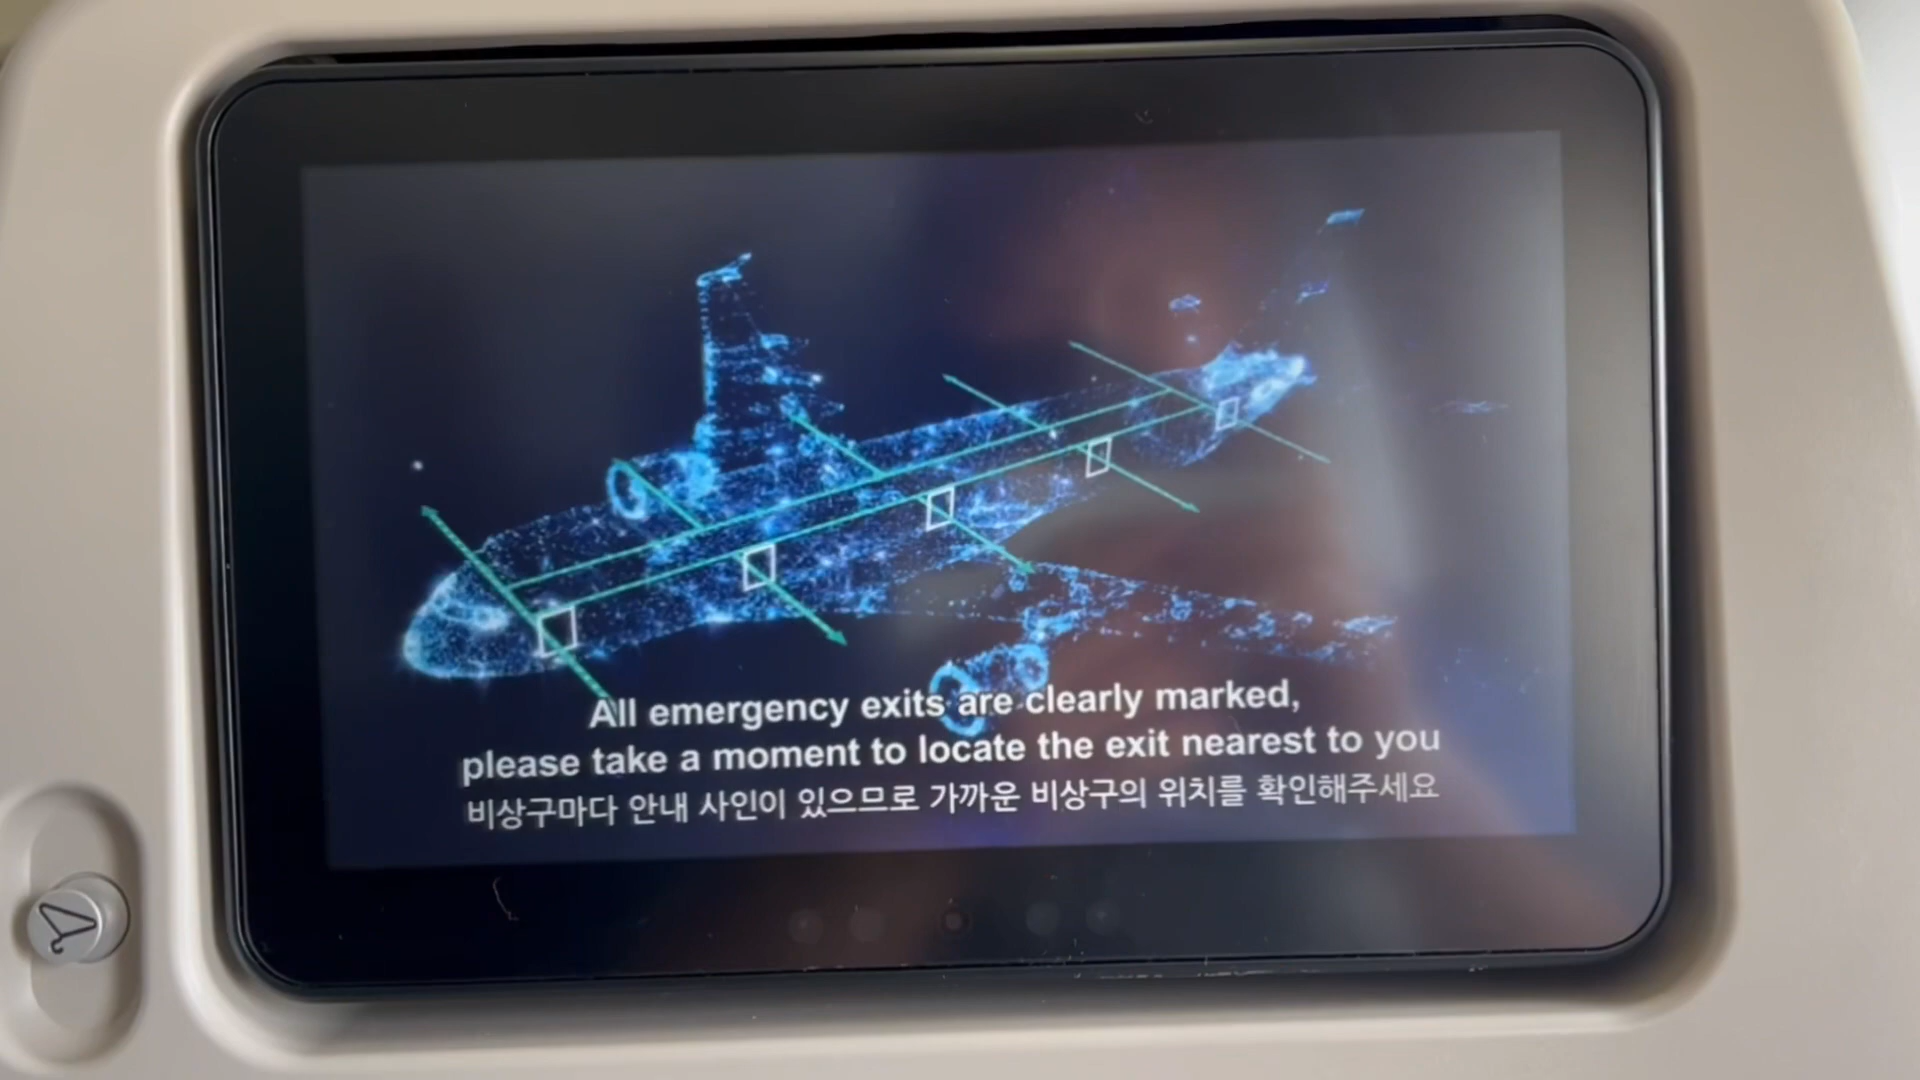 All emergency exits are clearly marked,
please take a moment to locate the exit nearest to you
비상구마다 안내 사인이 있으므로 가까운 비상구의 위치를 확인해주세요